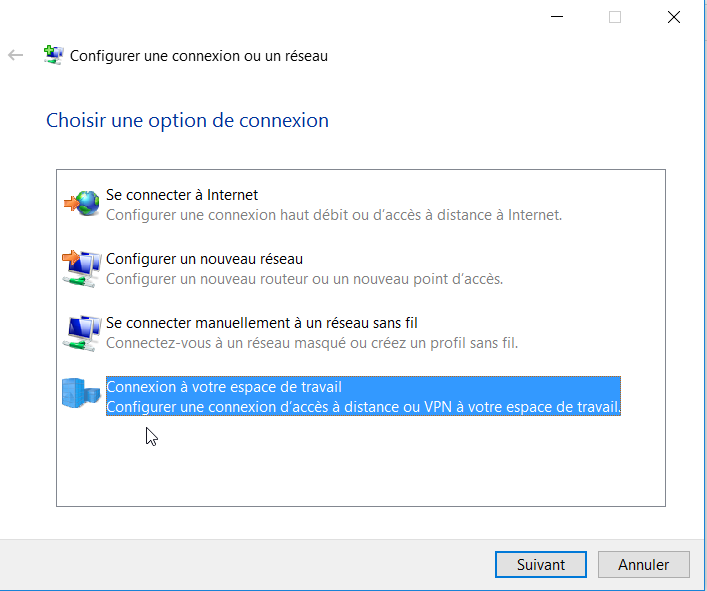 Configurer une connexion ou un réseau
Choisir une option de connexion
Se connecter à Internet
Configurer une connexion haut débit ou d'accès à distance à Internet.
Configurer un nouveau réseau
Configurer un nouveau routeur ou un nouveau point d'accès.
Se connecter manuellement à un réseau sans fil
Connectez-vous à un réseau masqué ou créez un profil sans fil.
Connexion à votre espace de travail
Configurer une connexion d'accès à distance ou VPN à votre espace de travail.
Suivant
Annuler